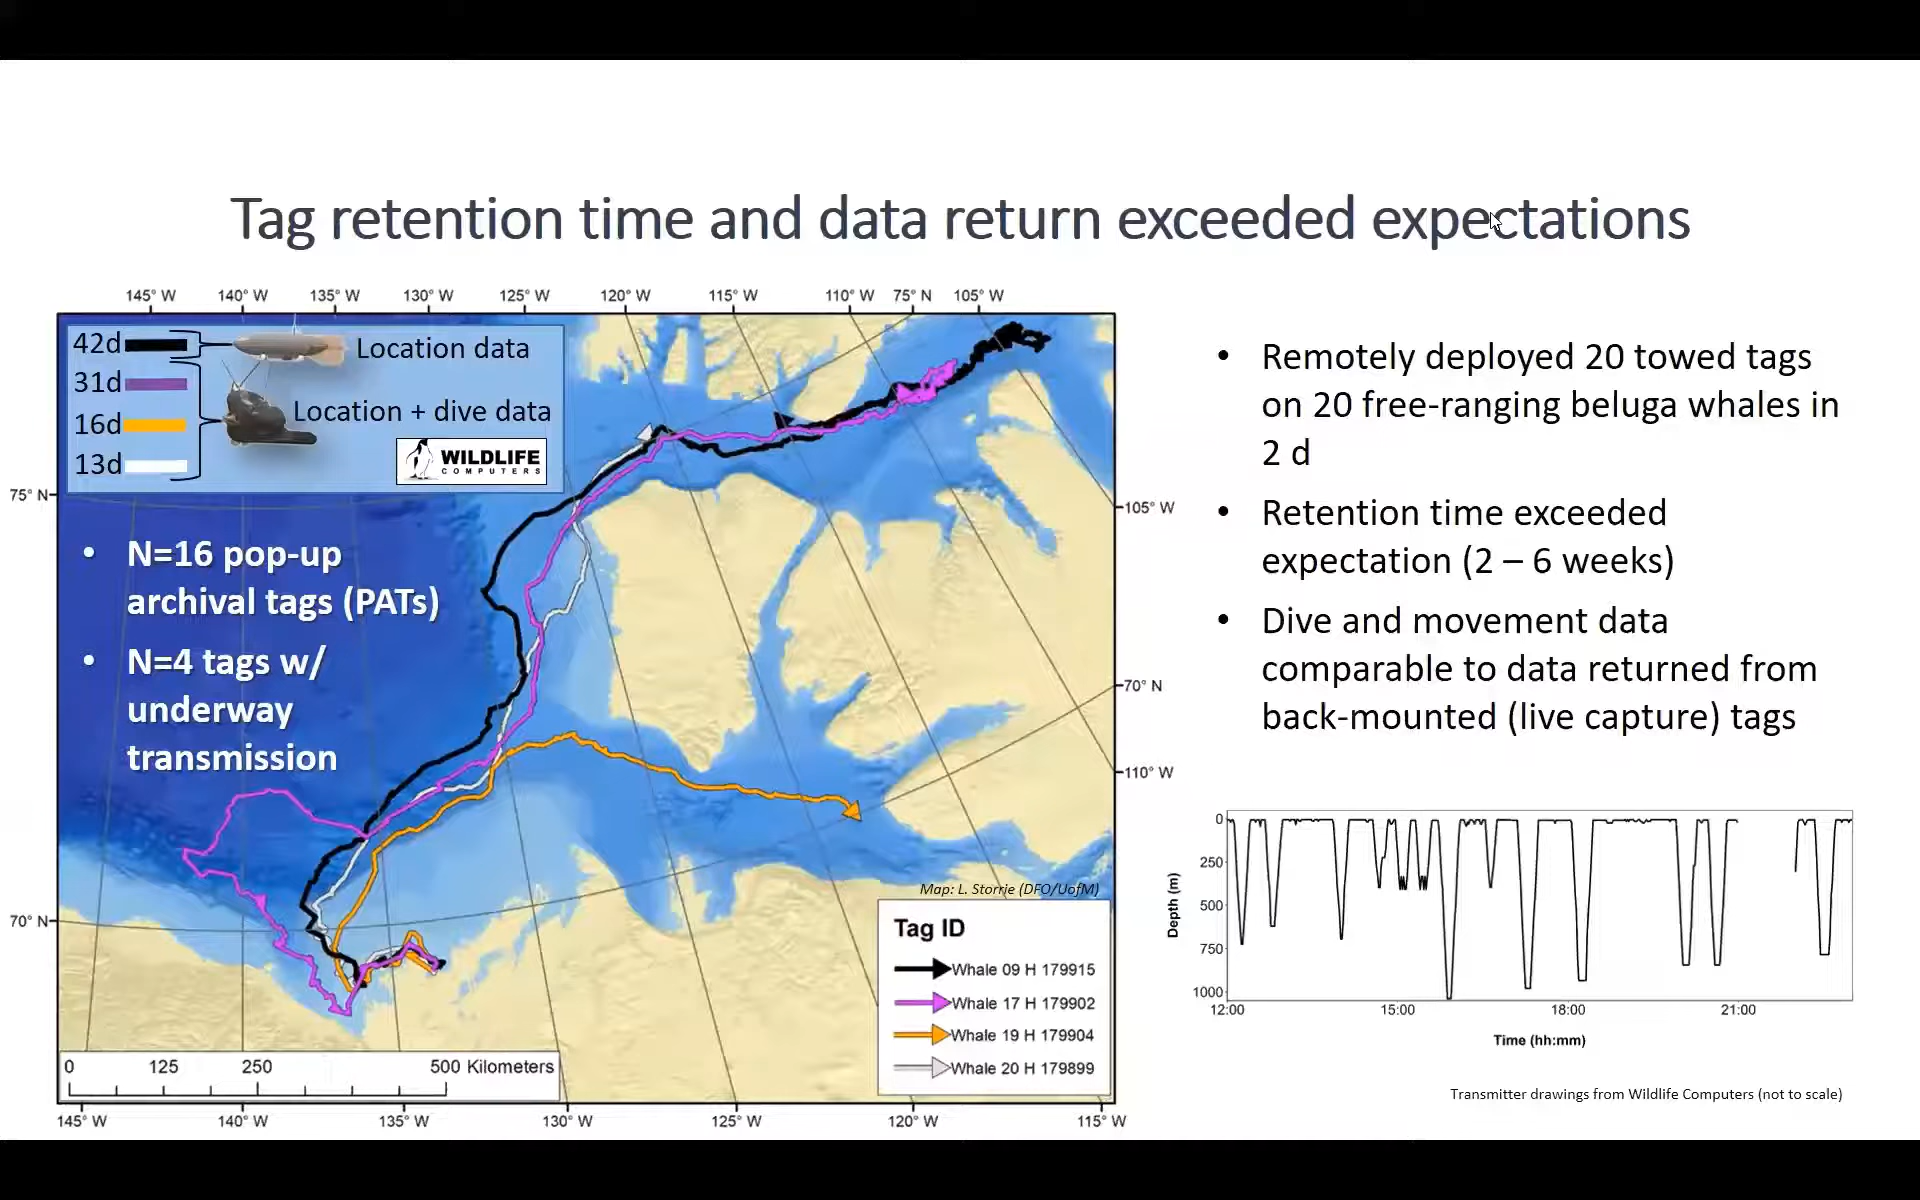 Tag retention time and data return exceeded expectations
145° W 140° W 135° W 130° W 125° W 120° W 115° W 110° W 75° N 105° W
42d Location data
31d
Location + dive data
16d
13d
WILDLIFE
COMPUTERS
75° N
105° W
70° N
110° W
70° N
• N=16 pop-up
archival tags (PATs)
• N=4 tags w/
underway
transmission
Map: L. Storrie (DFO/UofM)
Tag ID
Whale 09 H 179915
Whale 17 H 179902
Whale 19 H 179904
Whale 20 H 179899
0 125 250 500 Kilometers
145° W 140° W 135° W 130° W 125° W 120° W 115° W
• Remotely deployed 20 towed tags
on 20 free-ranging beluga whales in
2 d
• Retention time exceeded
expectation (2 – 6 weeks)
• Dive and movement data
comparable to data returned from
back-mounted (live capture) tags
Depth (m)
0
250
500
750
1000
12:00 15:00 18:00 21:00
Time (hh:mm)
Transmitter drawings from Wildlife Computers (not to scale)